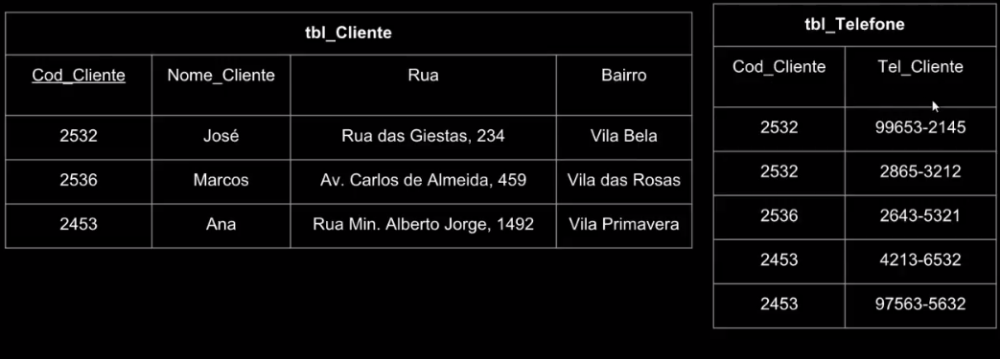 tbl_Cliente
Cod_Cliente Nome_Cliente Rua Bairro
2532 José Rua das Giestas, 234 Vila Bela
2536 Marcos Av. Carlos de Almeida, 459 Vila das Rosas
2453 Ana Rua Min. Alberto Jorge, 1492 Vila Primavera
tbl_Telefone
Cod_Cliente Tel_Cliente
2532 99653-2145
2532 2865-3212
2536 2643-5321
2453 4213-6532
2453 97563-5632